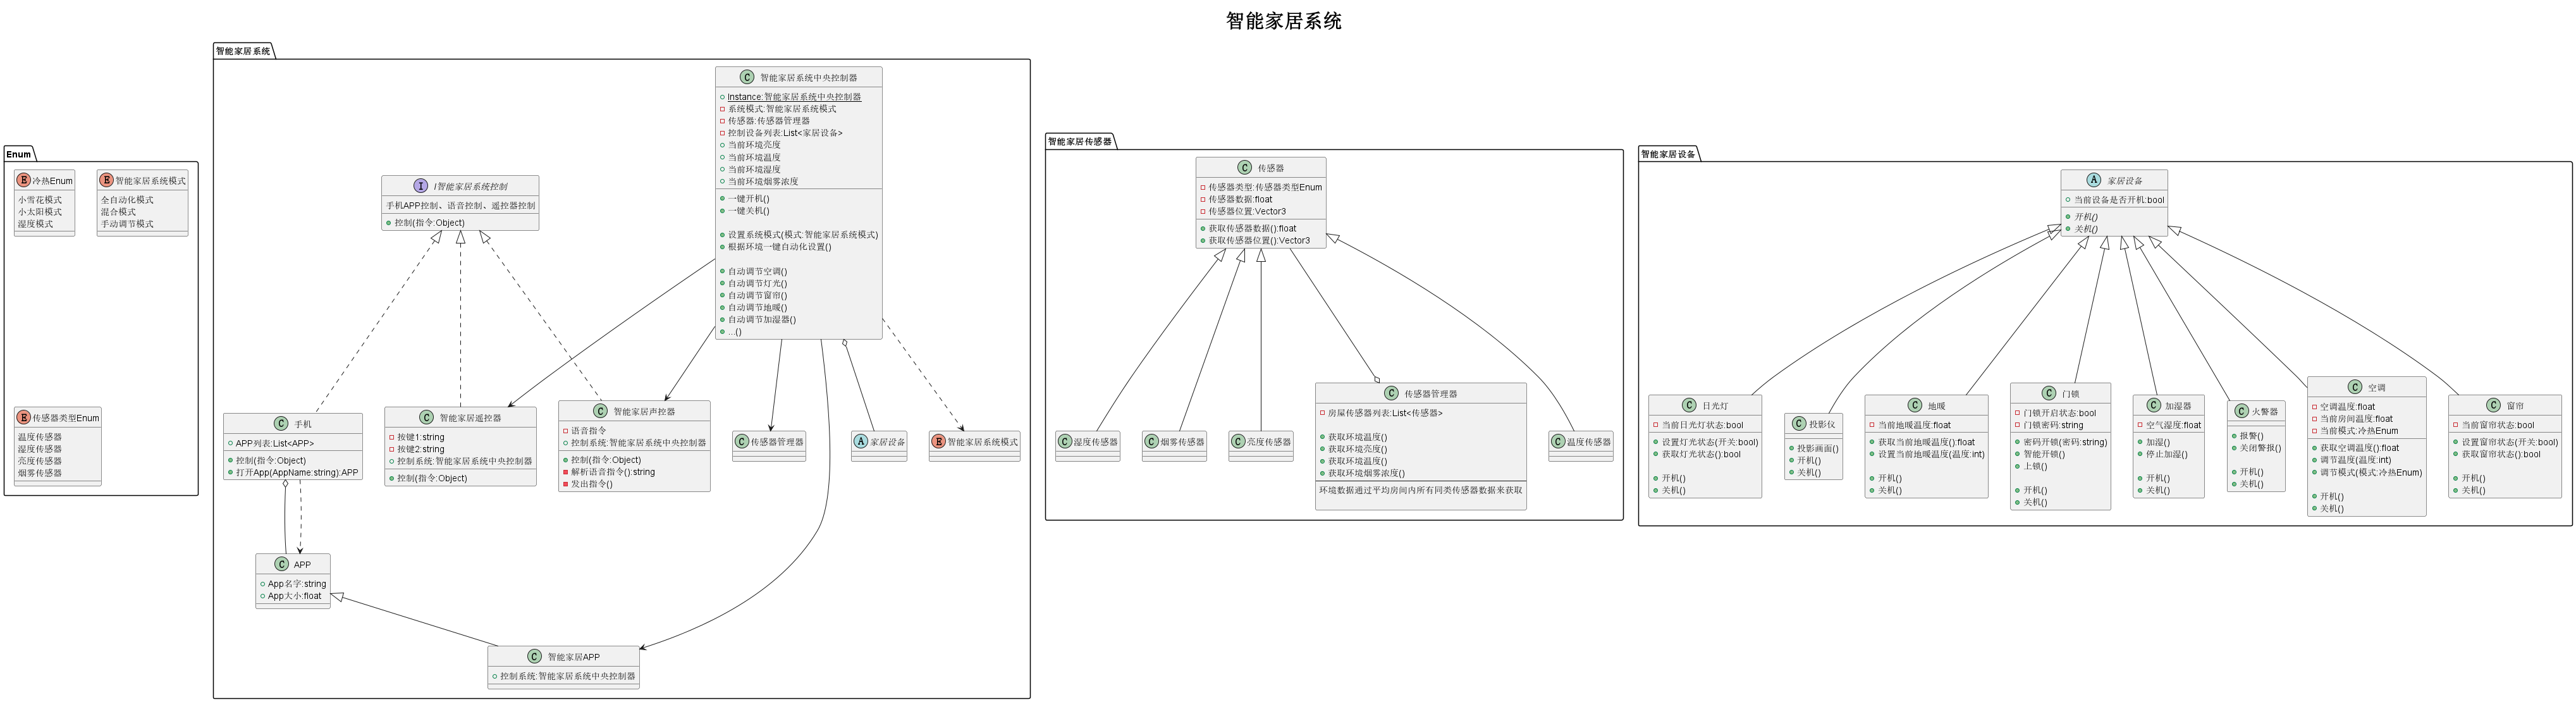 智能家居系统
Enum
冷热Enum
小雪花模式
小太阳模式
湿度模式
智能家居系统模式
全自动化模式
混合模式
手动调节模式
传感器类型Enum
温度传感器
湿度传感器
亮度传感器
烟雾传感器
智能家居系统
智能家居系统中央控制器
Instance:智能家居系统中央控制器
系统模式:智能家居系统模式
传感器:传感器管理器
控制设备列表:List<家居设备>
当前环境亮度
当前环境温度
当前环境湿度
当前环境烟雾浓度
一键开机()
一键关机()
设置系统模式(模式:智能家居系统模式)
根据环境一键自动化设置()
自动调节空调()
自动调节灯光()
自动调节窗帘()
自动调节地暖()
自动调节加湿器()
...()
I智能家居系统控制
手机APP控制、语音控制、遥控器控制
控制(指令:Object)
手机
APP列表:List<APP>
控制(指令:Object)
打开App(AppName:string):APP
智能家居遥控器
按键1:string
按键2:string
控制系统:智能家居系统中央控制器
控制(指令:Object)
智能家居声控器
语音指令
控制系统:智能家居系统中央控制器
控制(指令:Object)
解析语音指令():string
发出指令()
传感器管理器
家居设备
智能家居系统模式
APP
App名字:string
App大小:float
智能家居APP
控制系统:智能家居系统中央控制器
智能家居传感器
传感器
传感器类型:传感器类型Enum
传感器数据:float
传感器位置:Vector3
获取传感器数据():float
获取传感器位置():Vector3
湿度传感器
烟雾传感器
亮度传感器
传感器管理器
房屋传感器列表:List<传感器>
获取环境温度()
获取环境亮度()
获取环境温度()
获取环境烟雾浓度()
环境数据通过平均房间内所有同类传感器数据来获取
温度传感器
智能家居设备
家居设备
当前设备是否开机:bool
开机()
关机()
日光灯
当前日光灯状态:bool
设置灯光状态(开关:bool)
获取灯光状态():bool
开机()
关机()
投影仪
投影画面()
开机()
关机()
地暖
当前地暖温度:float
获取当前地暖温度():float
设置当前地暖温度(温度:int)
开机()
关机()
门锁
门锁开启状态:bool
门锁密码:string
密码开锁(密码:string)
智能开锁()
上锁()
开机()
关机()
加湿器
空气湿度:float
加湿()
停止加湿()
开机()
关机()
火警器
报警()
关闭警报()
开机()
关机()
空调
空调温度:float
当前房间温度:float
当前模式:冷热Enum
获取空调温度():float
调节温度(温度:int)
调节模式(模式:冷热Enum)
开机()
关机()
窗帘
当前窗帘状态:bool
设置窗帘状态(开关:bool)
获取窗帘状态():bool
开机()
关机()